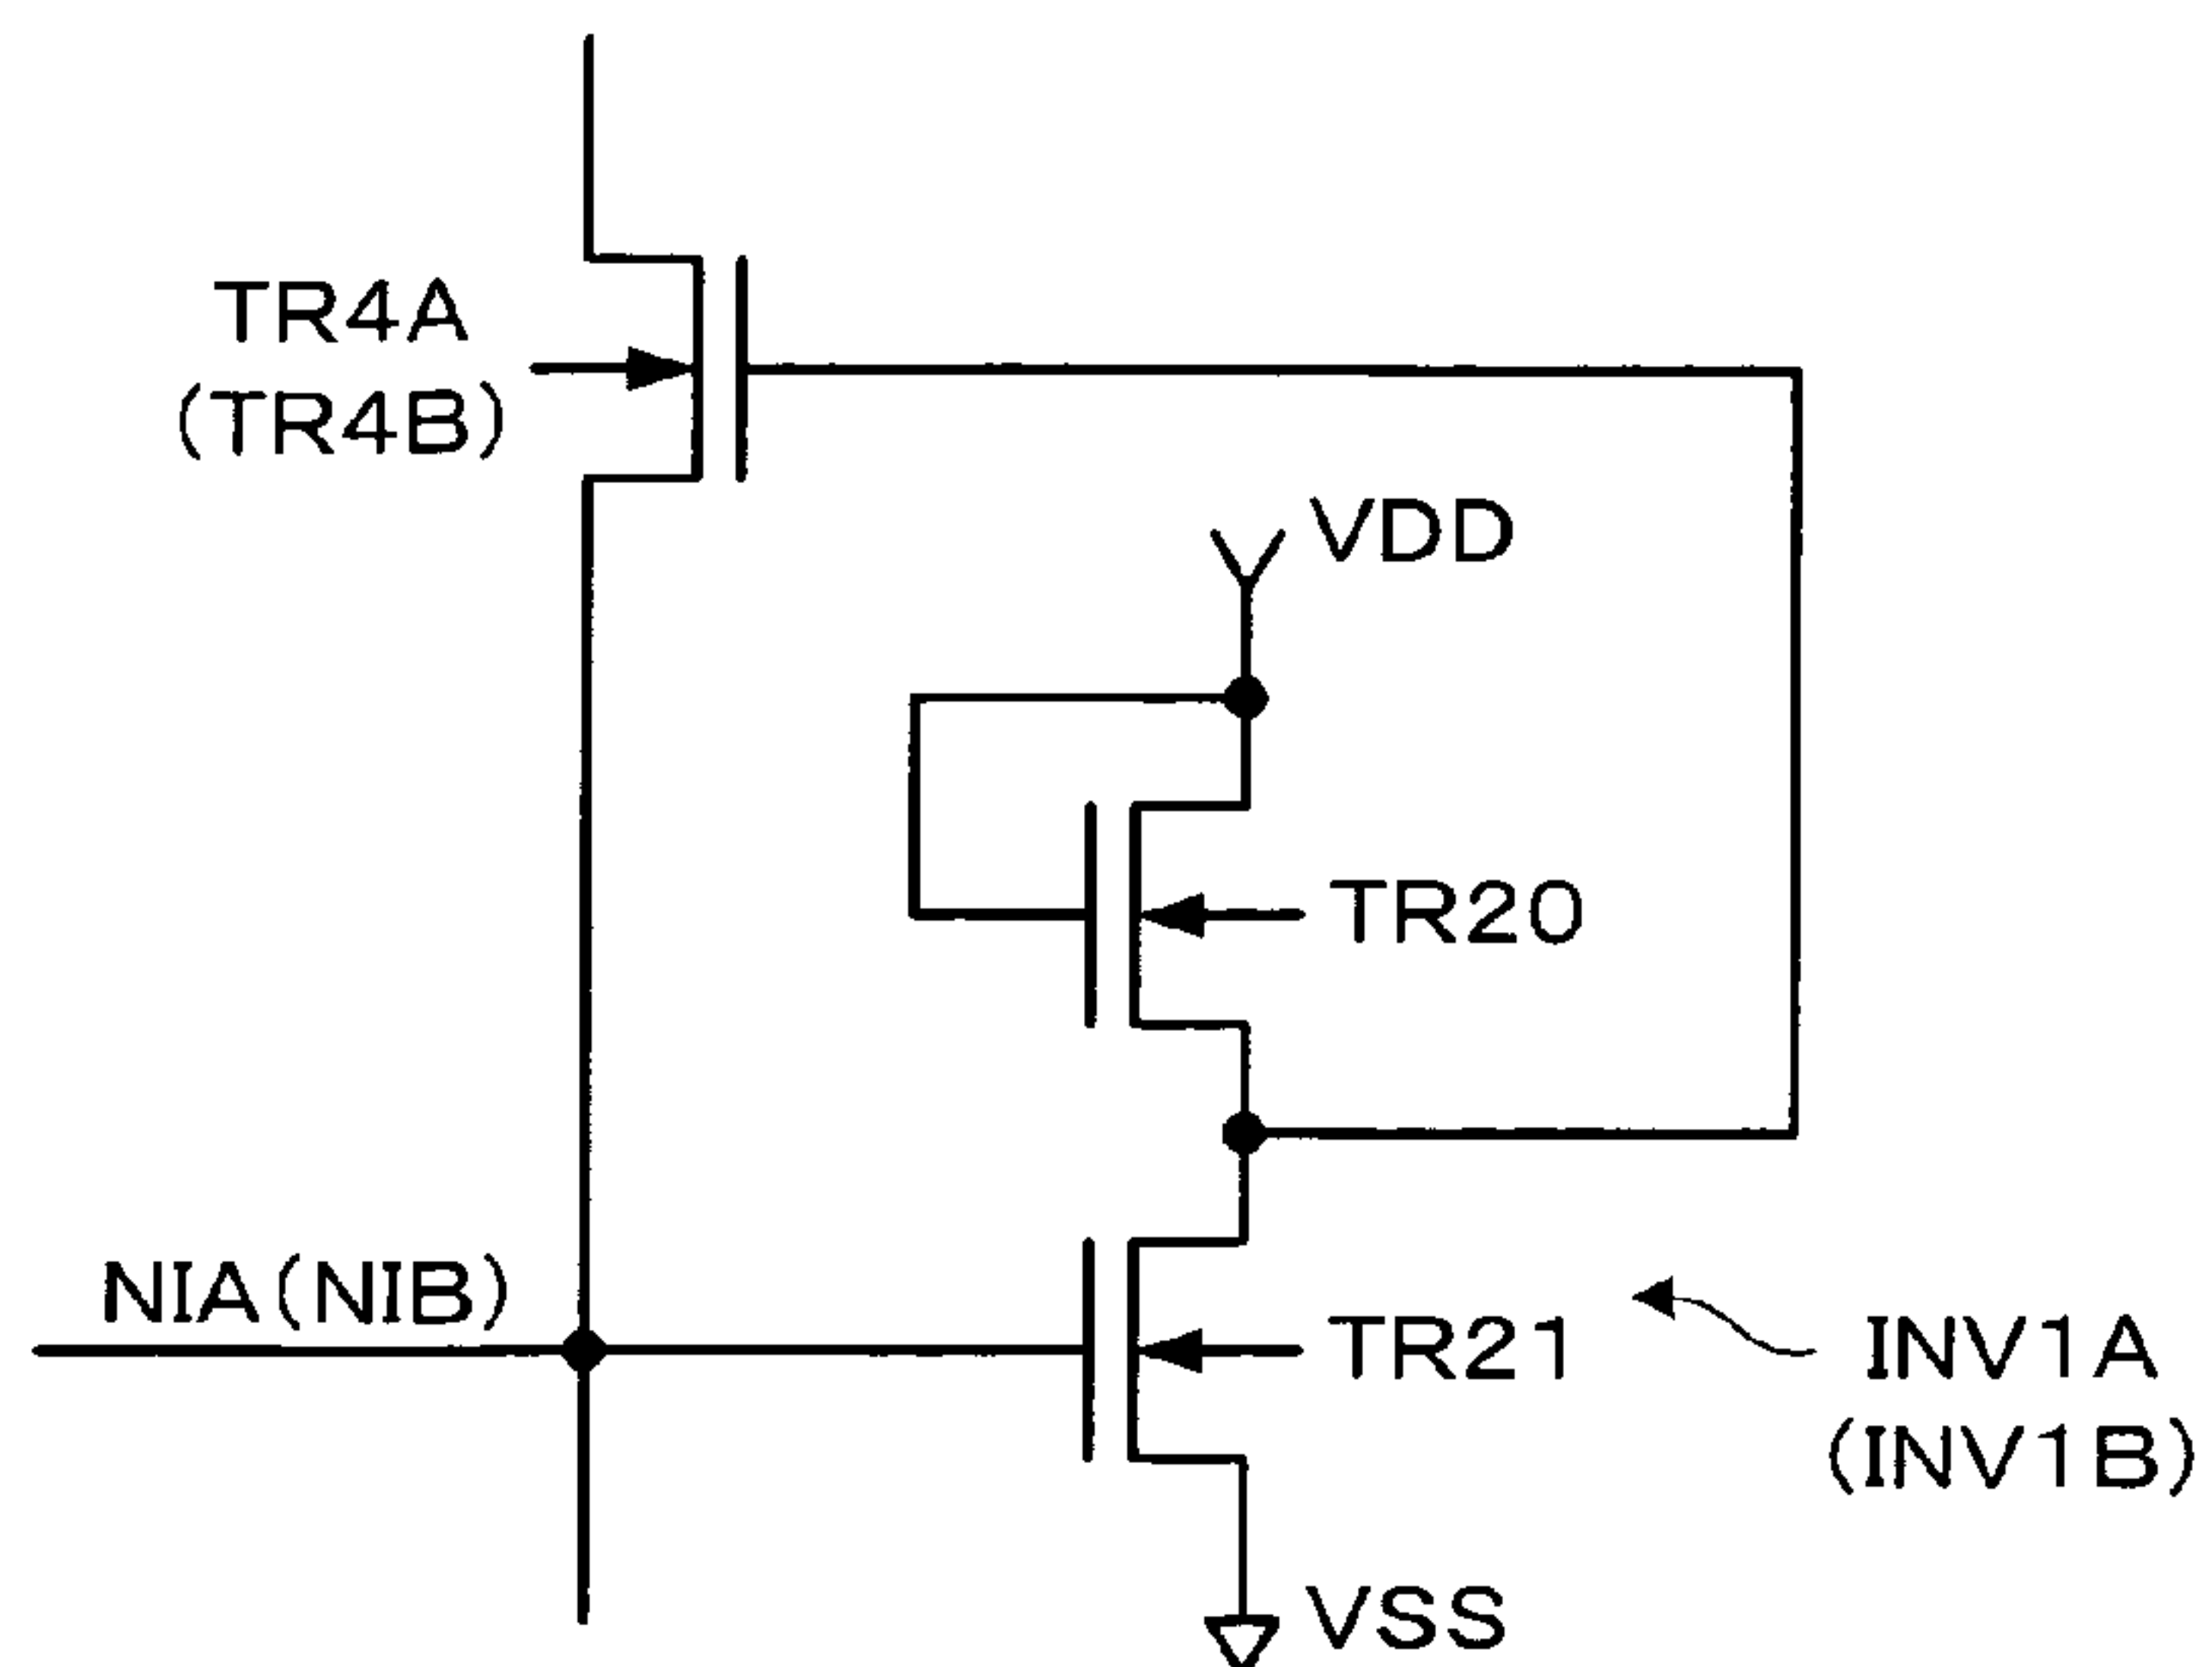 TR4A
(TR4B)
VDD
TR20
NIA(NIB)
TR21
INV1A
(INV1B)
VSS